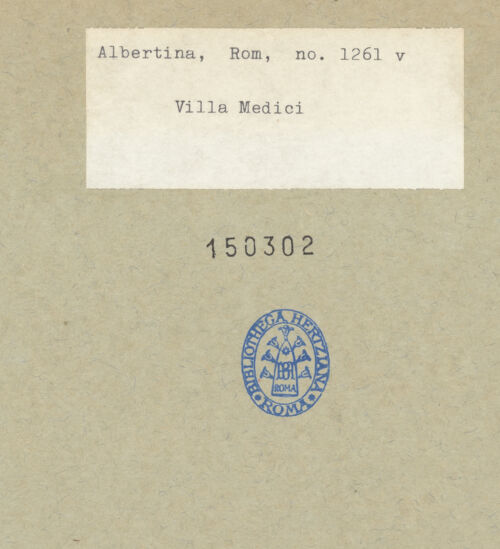 Albertina, Rom, no. 1261 v
Villa Medici
150302
BIBLIOTHECA HERTZIANA
ROMA
ROMA